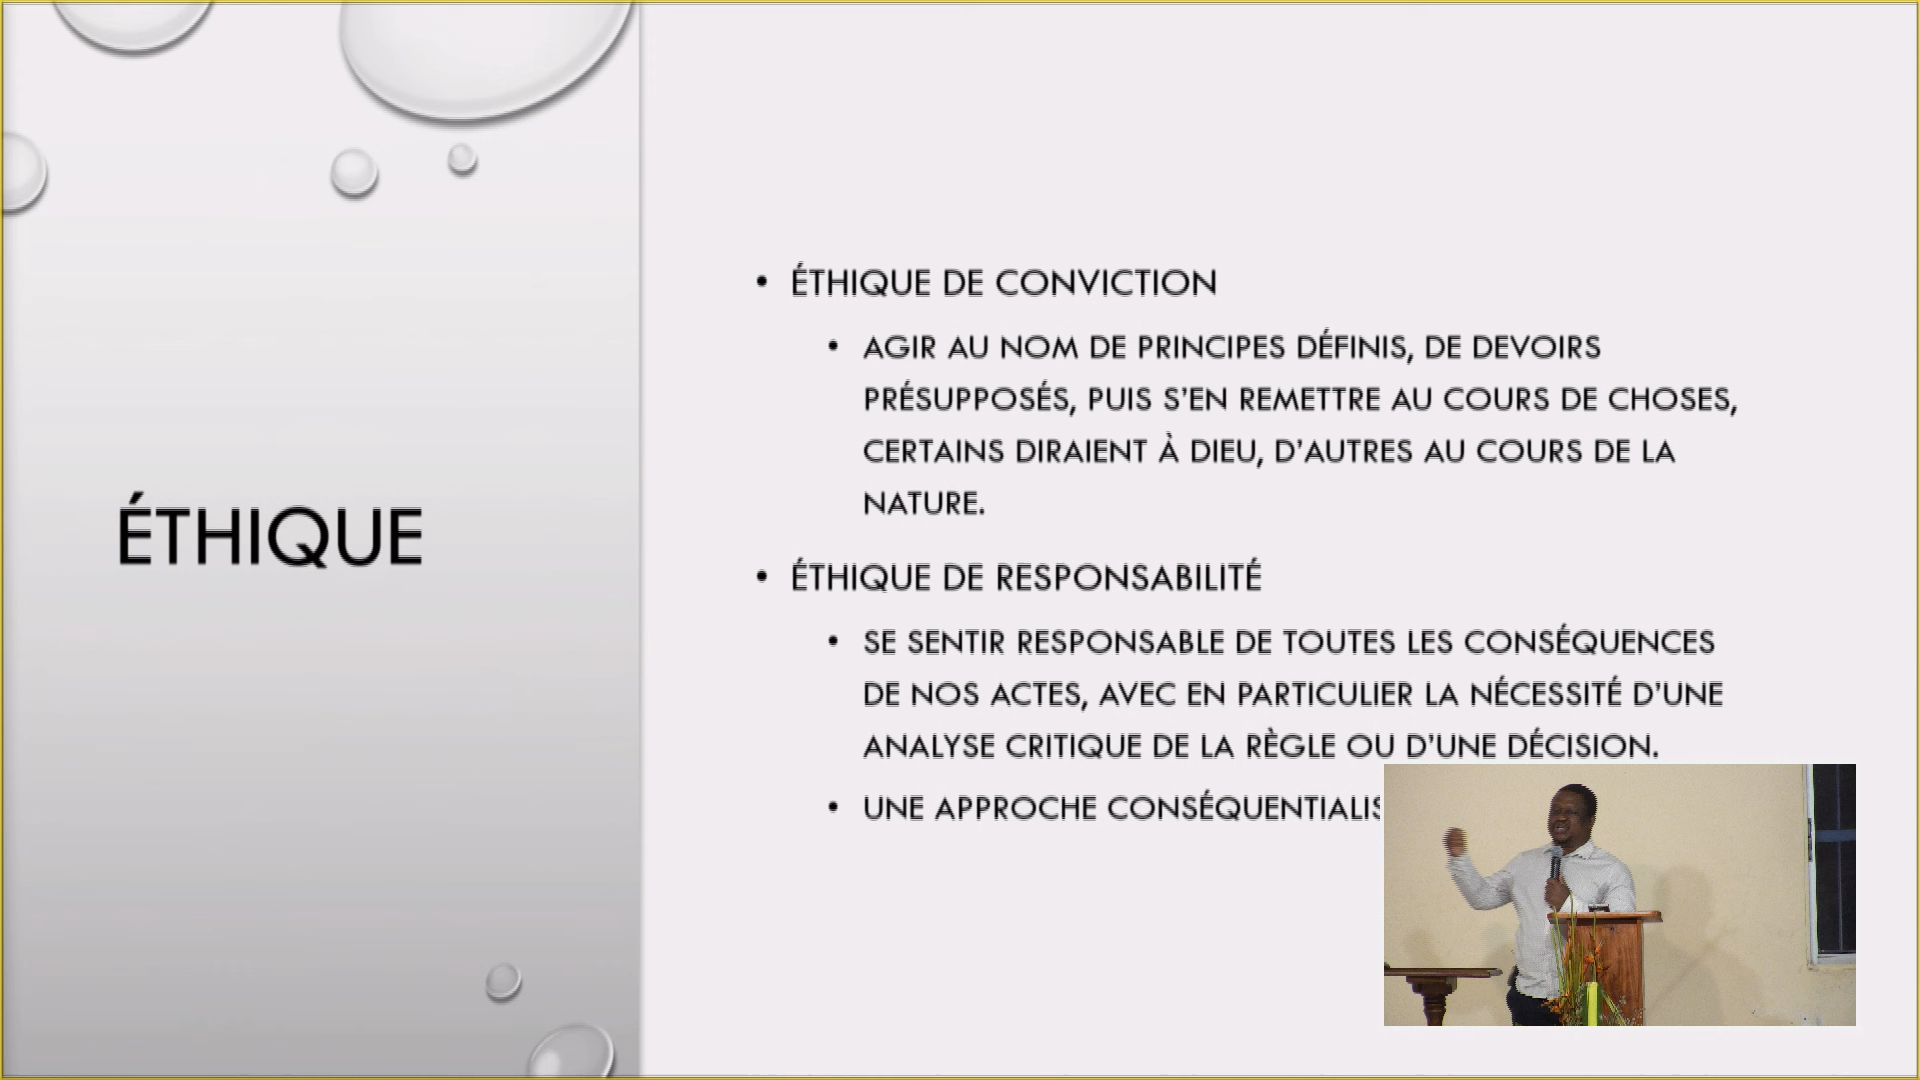 ÉTHIQUE
• ÉTHIQUE DE CONVICTION
• AGIR AU NOM DE PRINCIPES DÉFINIS, DE DEVOIRS
PRÉSUPPOSÉS, PUIS S'EN REMETTRE AU COURS DE CHOSES,
CERTAINS DIRAIENT À DIEU, D'AUTRES AU COURS DE LA
NATURE.
• ÉTHIQUE DE RESPONSABILITÉ
• SE SENTIR RESPONSABLE DE TOUTES LES CONSÉQUENCES
DE NOS ACTES, AVEC EN PARTICULIER LA NÉCESSITÉ D'UNE
ANALYSE CRITIQUE DE LA RÈGLE OU D'UNE DÉCISION.
• UNE APPROCHE